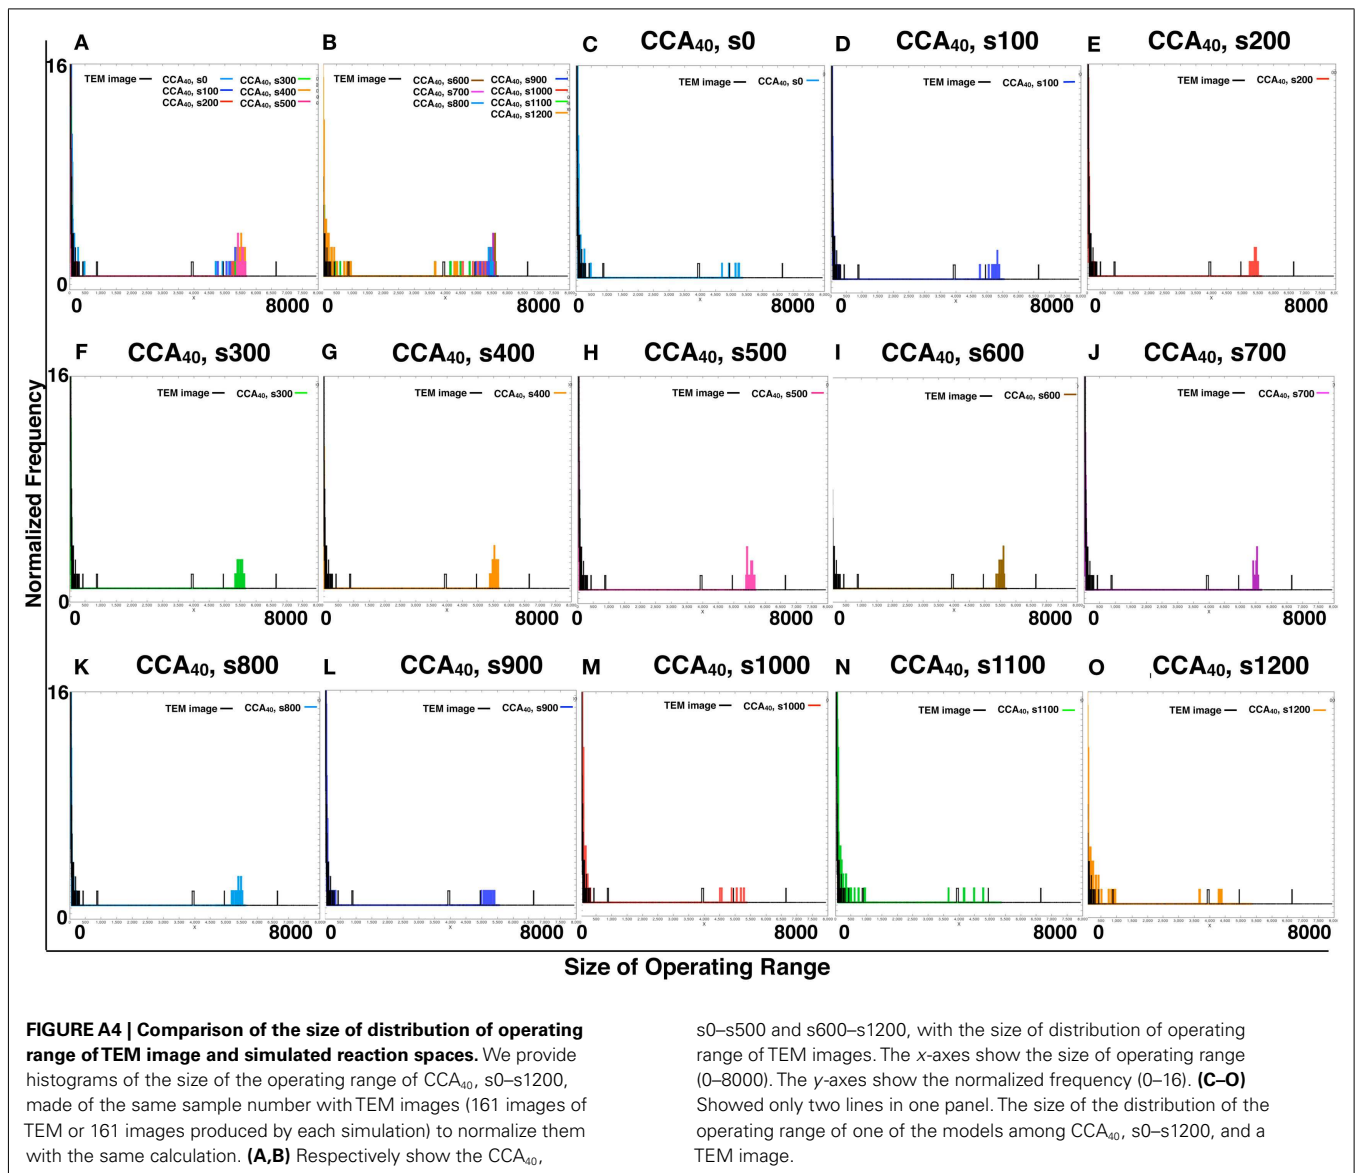 A
B
C CCA40, s0
D CCA40, s100
E CCA40, s200
16
TEM image
CCA40, s0
CCA40, s100
CCA40, s200
CCA40, s300
CCA40, s400
CCA40, s500
TEM image
CCA40, s600
CCA40, s700
CCA40, s800
CCA40, s900
CCA40, s1000
CCA40, s1100
CCA40, s1200
TEM image CCA40, s0
TEM image CCA40, s100
TEM image CCA40, s200
0
0 8000 0 8000 0 8000 0 8000 0 8000
F CCA40, s300
G CCA40, s400
H CCA40, s500
I CCA40, s600
J CCA40, s700
16
TEM image CCA40, s300
TEM image CCA40, s400
TEM image CCA40, s500
TEM image CCA40, s600
TEM image CCA40, s700
Normalized Frequency
0
0 8000 0 8000 0 8000 0 8000 0 8000
K CCA40, s800
L CCA40, s900
M CCA40, s1000
N CCA40, s1100
O CCA40, s1200
16
TEM image CCA40, s800
TEM image CCA40, s900
TEM image CCA40, s1000
TEM image CCA40, s1100
TEM image CCA40, s1200
0
0 8000 0 8000 0 8000 0 8000 0 8000
Size of Operating Range
FIGURE A4 | Comparison of the size of distribution of operating
range of TEM image and simulated reaction spaces. We provide
histograms of the size of the operating range of CCA40, s0–s1200,
made of the same sample number with TEM images (161 images of
TEM or 161 images produced by each simulation) to normalize them
with the same calculation. (A,B) Respectively show the CCA40,
s0–s500 and s600–s1200, with the size of distribution of operating
range of TEM images. The x-axes show the size of operating range
(0–8000). The y-axes show the normalized frequency (0–16). (C–O)
Showed only two lines in one panel. The size of the distribution of the
operating range of one of the models among CCA40, s0–s1200, and a
TEM image.